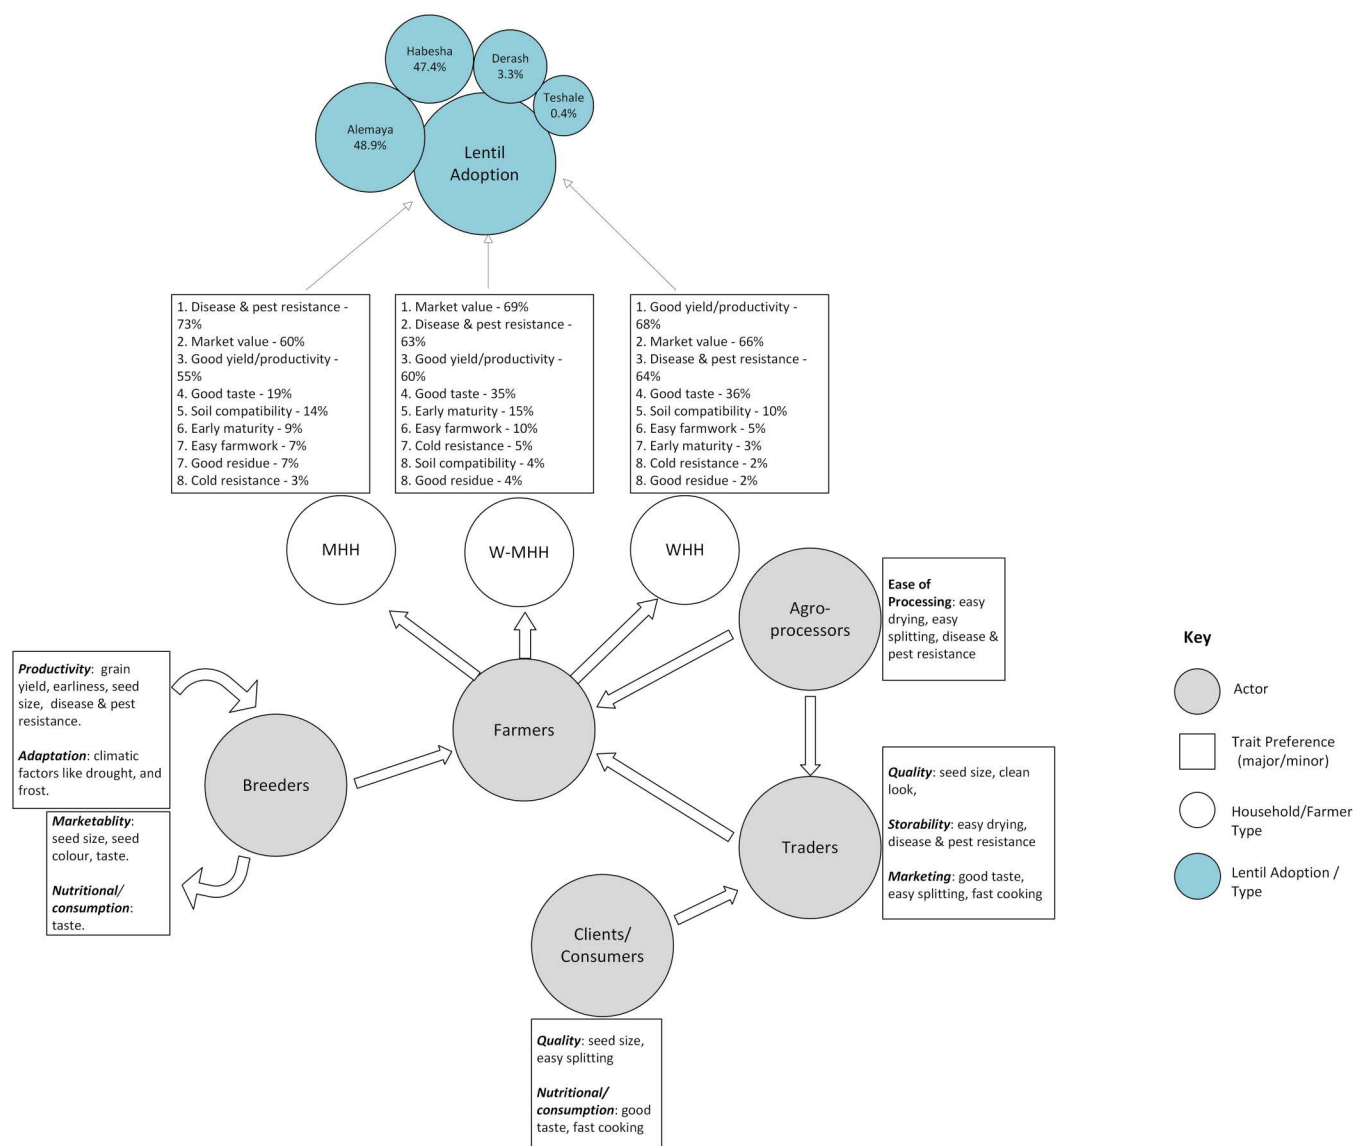 Habesha
47.4%
Derash
3.3%
Teshale
0.4%
Alemaya
48.9%
Lentil
Adoption
1. Disease & pest resistance -
73%
2. Market value - 60%
3. Good yield/productivity -
55%
4. Good taste - 19%
5. Soil compatibility - 14%
6. Early maturity - 9%
7. Easy farmwork - 7%
7. Good residue - 7%
8. Cold resistance - 3%
1. Market value - 69%
2. Disease & pest resistance -
63%
3. Good yield/productivity -
60%
4. Good taste - 35%
5. Early maturity - 15%
6. Easy farmwork - 10%
7. Cold resistance - 5%
8. Soil compatibility - 4%
8. Good residue - 4%
1. Good yield/productivity -
68%
2. Market value - 66%
3. Disease & pest resistance -
64%
4. Good taste - 36%
5. Soil compatibility - 10%
6. Easy farmwork - 5%
7. Early maturity - 3%
8. Cold resistance - 2%
8. Good residue - 2%
MHH
W-MHH
WHH
Agro-
processors
Ease of
Processing: easy
drying, easy
splitting, disease &
pest resistance
Productivity: grain
yield, earliness, seed
size, disease & pest
resistance.
Adaptation: climatic
factors like drought, and
frost.
Marketablity:
seed size, seed
colour, taste.
Nutritional/
consumption:
taste.
Breeders
Farmers
Traders
Quality: seed size, clean
look,
Storability: easy drying,
disease & pest resistance
Marketing: good taste,
easy splitting, fast cooking
Clients/
Consumers
Quality: seed size,
easy splitting
Nutritional/
consumption: good
taste, fast cooking
Key
Actor
Trait Preference
(major/minor)
Household/Farmer
Type
Lentil Adoption /
Type